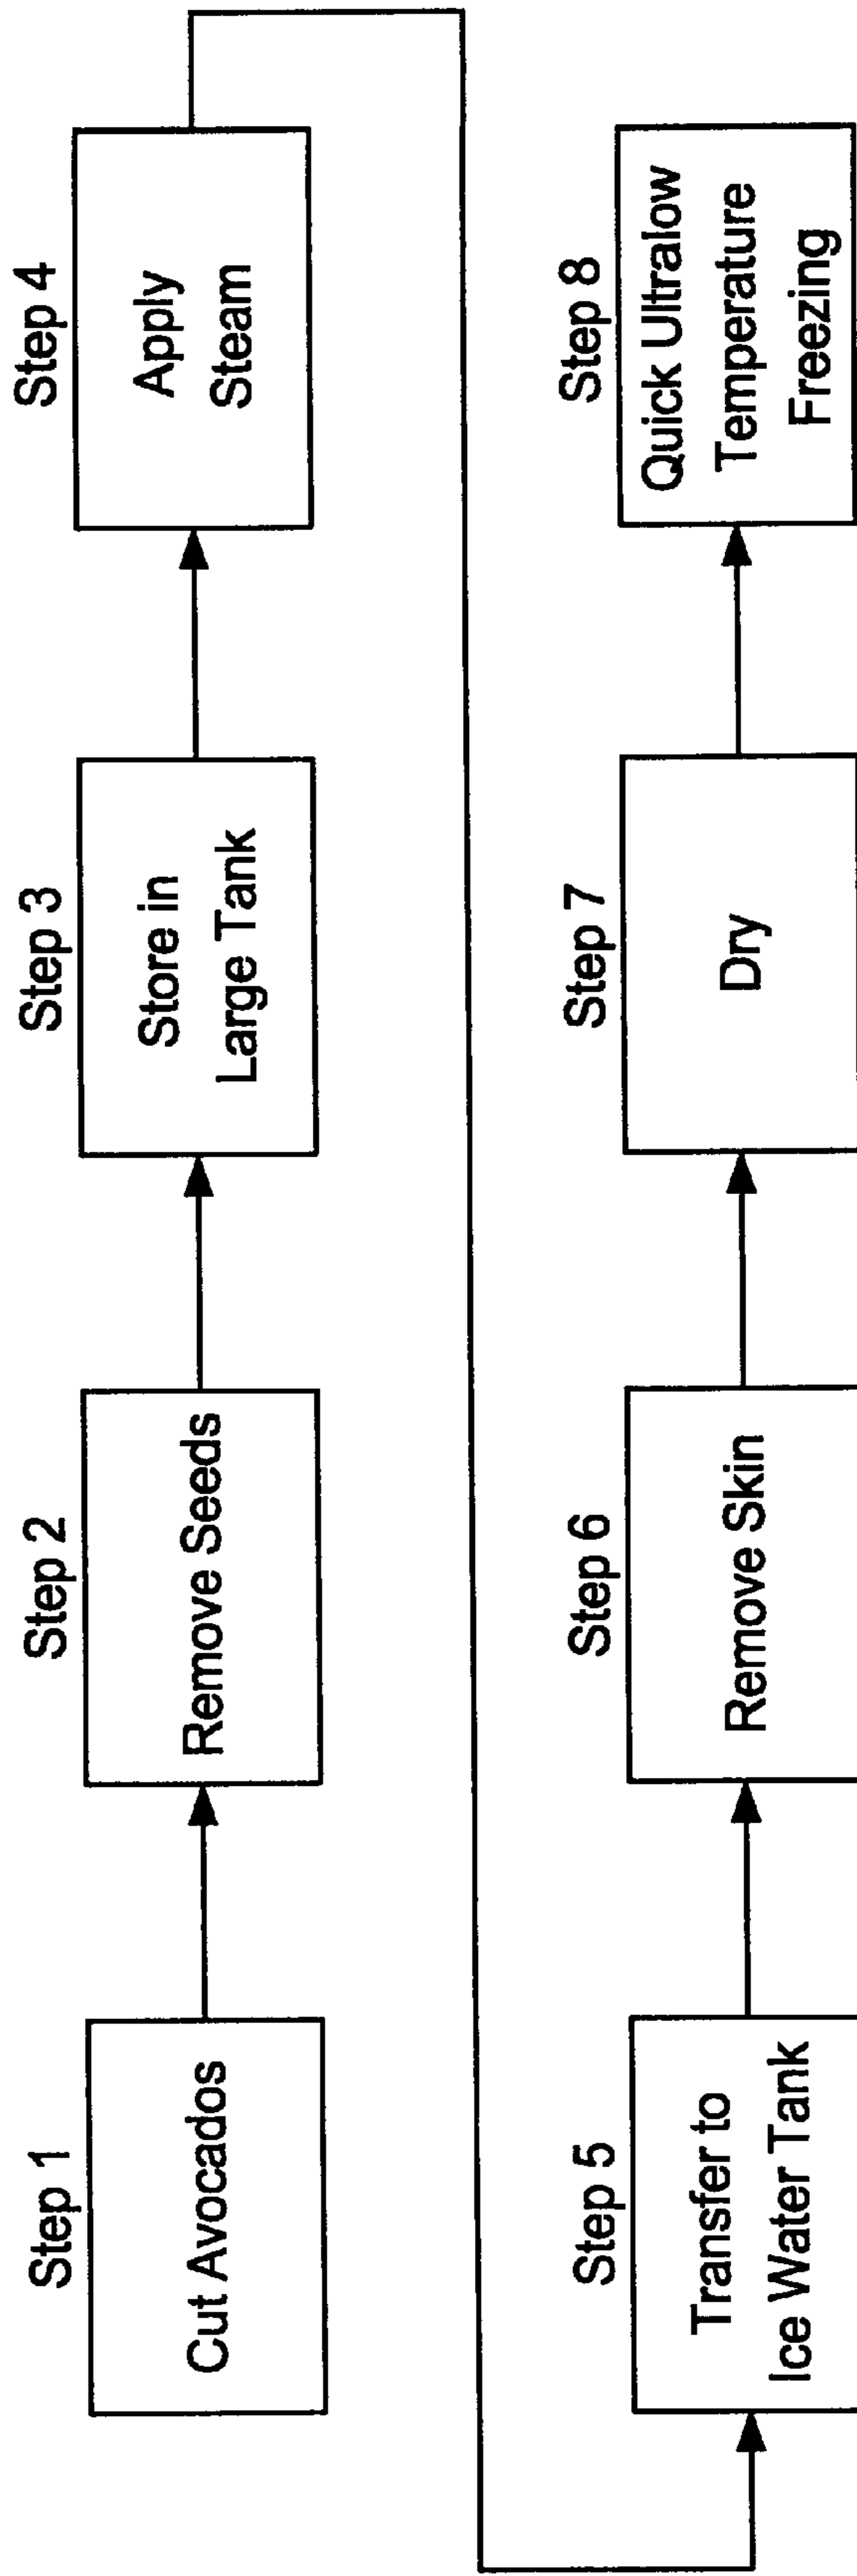 Step 1
Cut Avocados
Step 2
Remove Seeds
Step 3
Store in
Large Tank
Step 4
Apply
Steam
Step 5
Transfer to
Ice Water Tank
Step 6
Remove Skin
Step 7
Dry
Step 8
Quick Ultralow
Temperature
Freezing